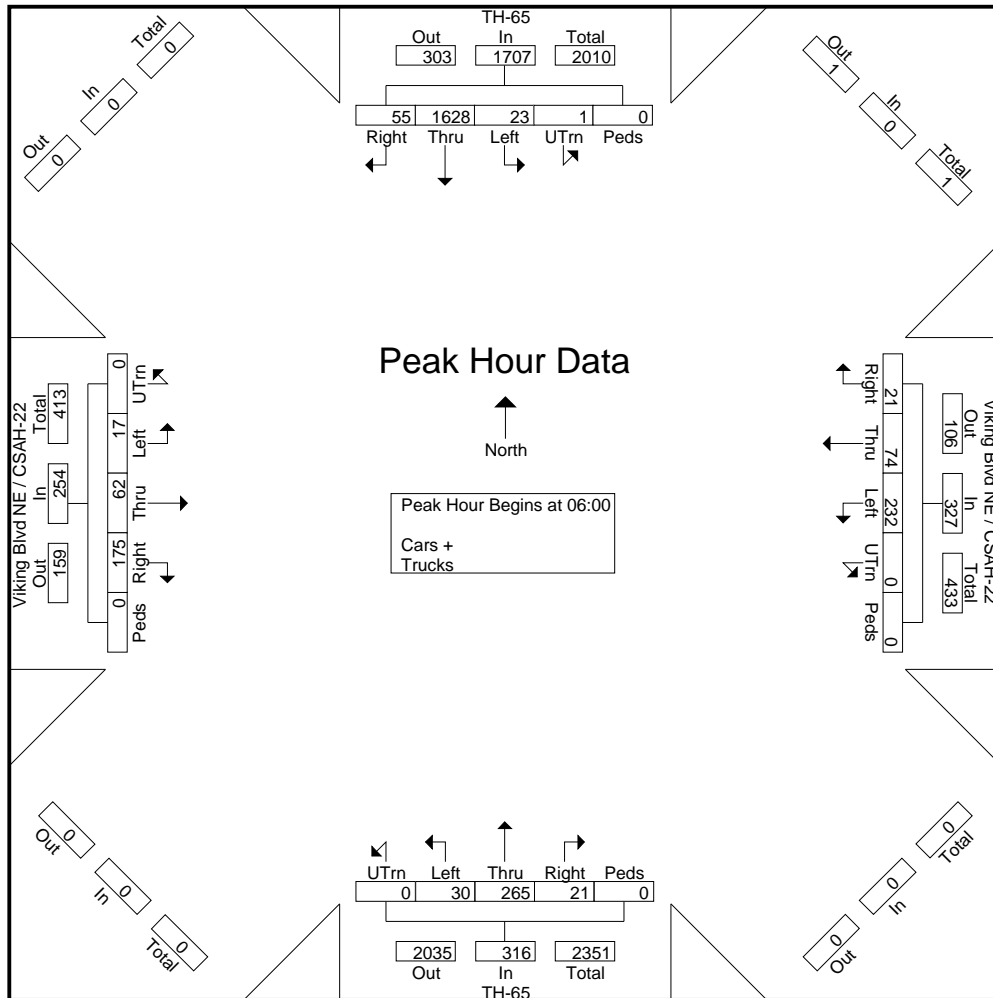 TH-65
Out In Total
303 1707 2010
55 1628 23 1 0
Right Thru Left UTrn Peds
Total
0
In
0
Out
0
Out
1
In
0
Total
1
Peak Hour Data
North
Peak Hour Begins at 06:00
Cars +
Trucks
Viking Blvd NE / CSAH-22
Out In Total
159 254 413
0 175 62 17 0
Peds Right Thru Left UTrn
Viking Blvd NE / CSAH-22
Out In Total
106 327 433
21 74 232 0 0
Right Thru Left UTrn Peds
0
Out
0
In
0
Total
0
Total
0
In
0
Out
UTrn Left Thru Right Peds
0 30 265 21 0
2035 316 2351
Out In Total
TH-65